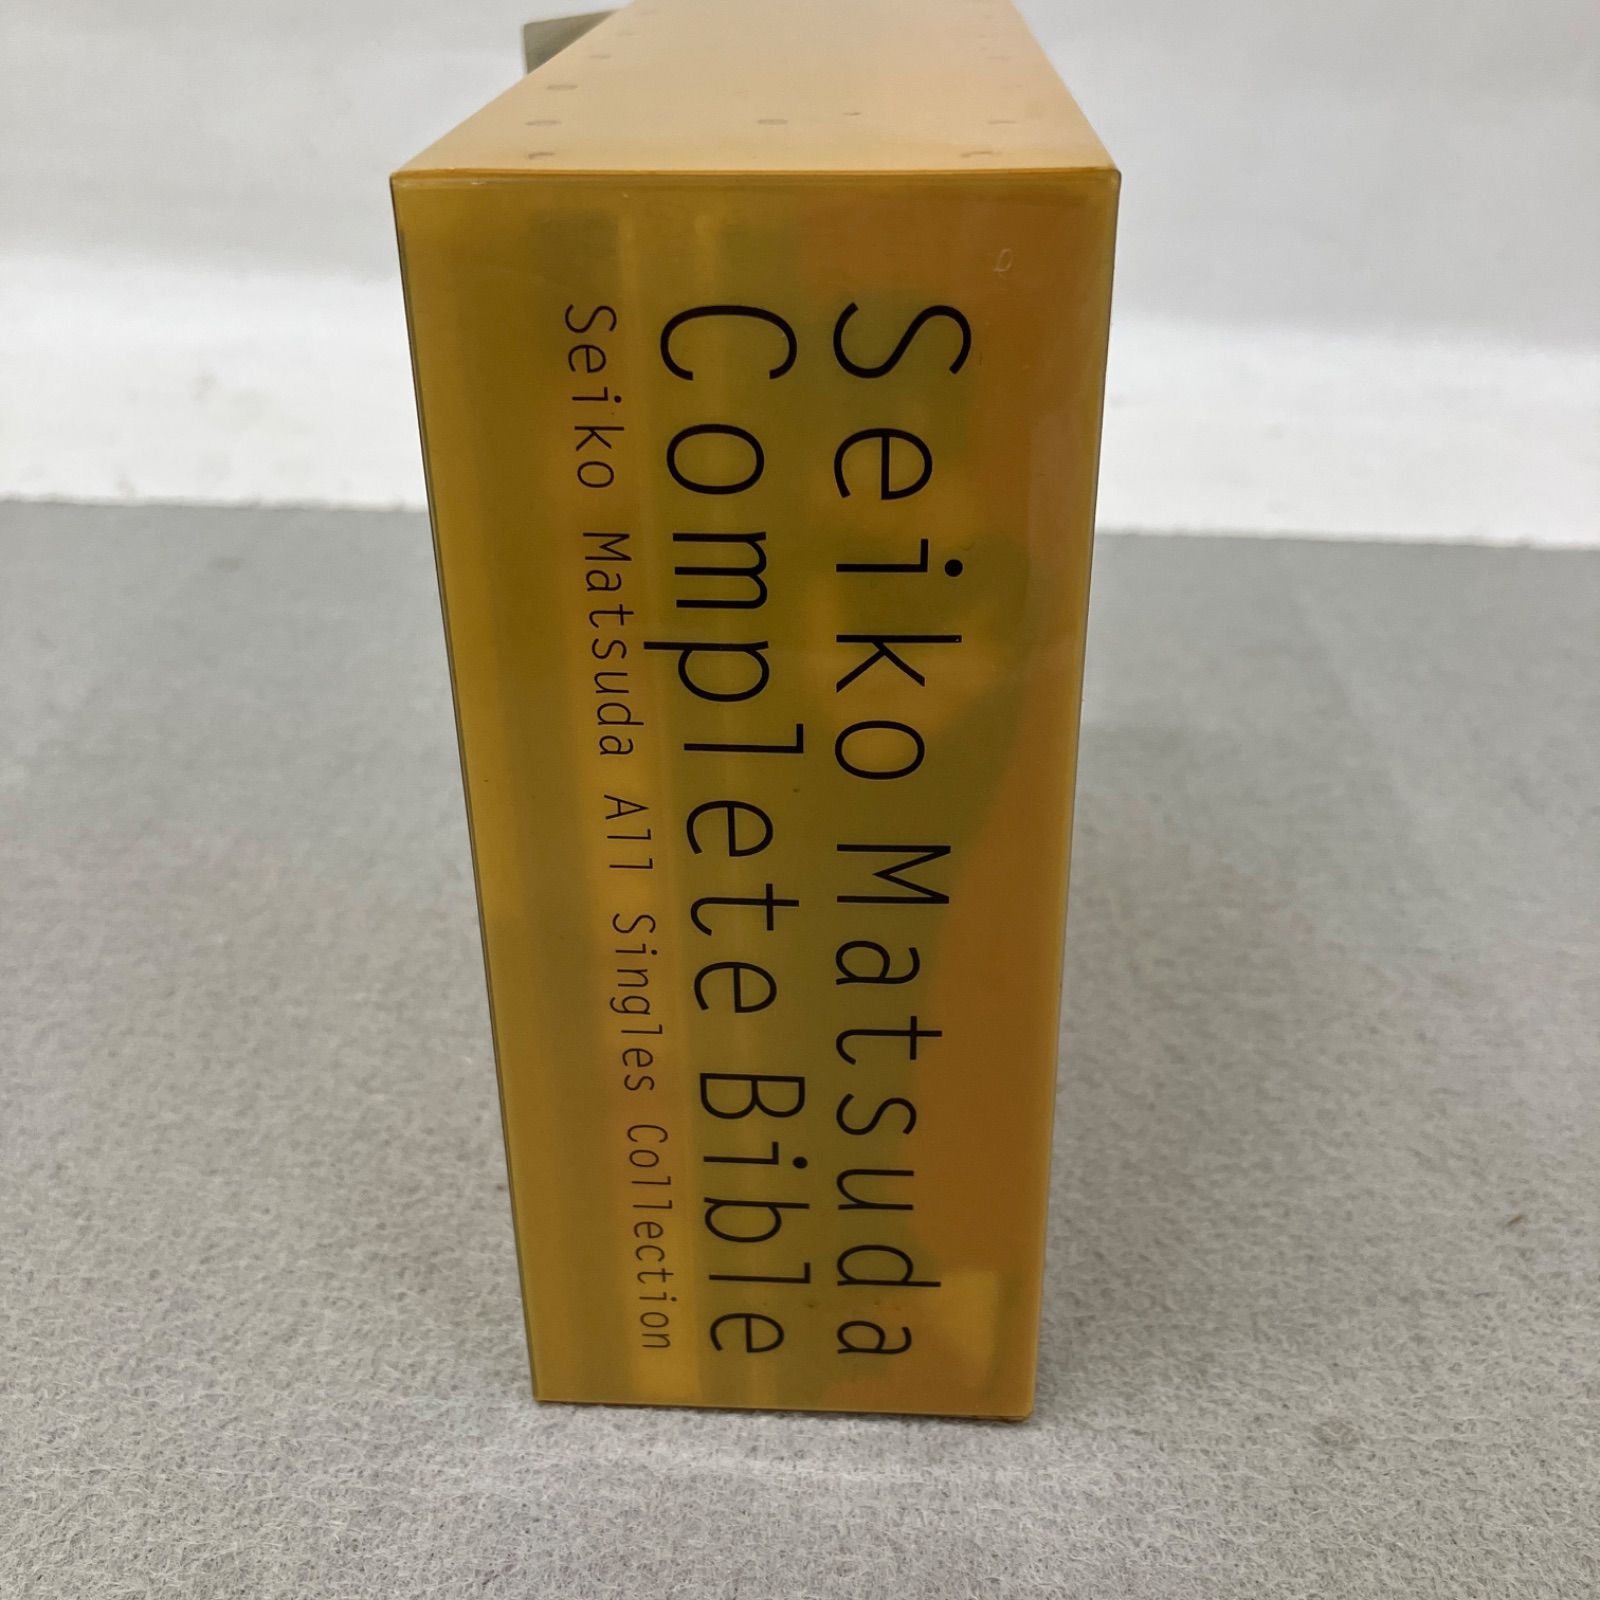 Seiko Matsuda
Complete Bible
Seiko Matsuda All Singles Collection